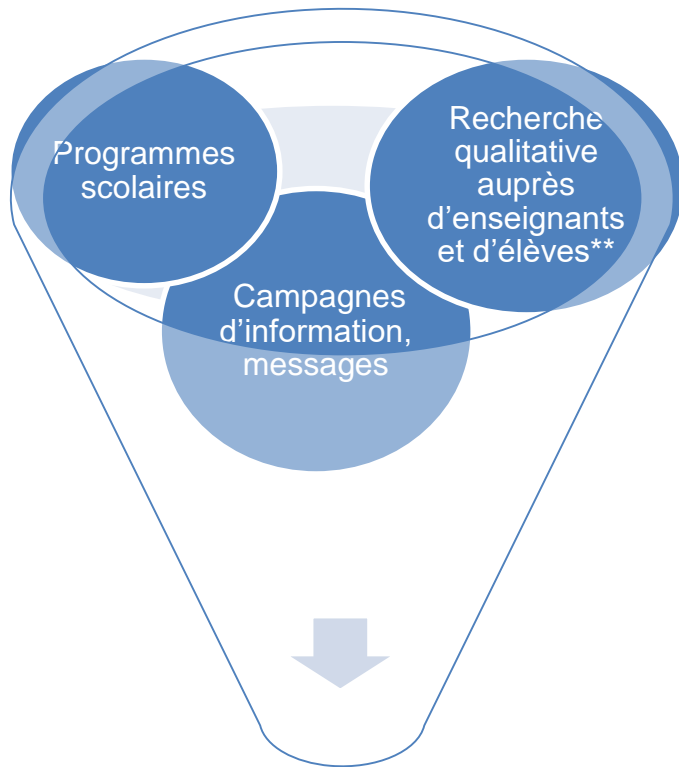 Programmes
scolaires
Recherche
qualitative
auprès
d’enseignants
et d’élèves**
Campagnes
d’information,
messages